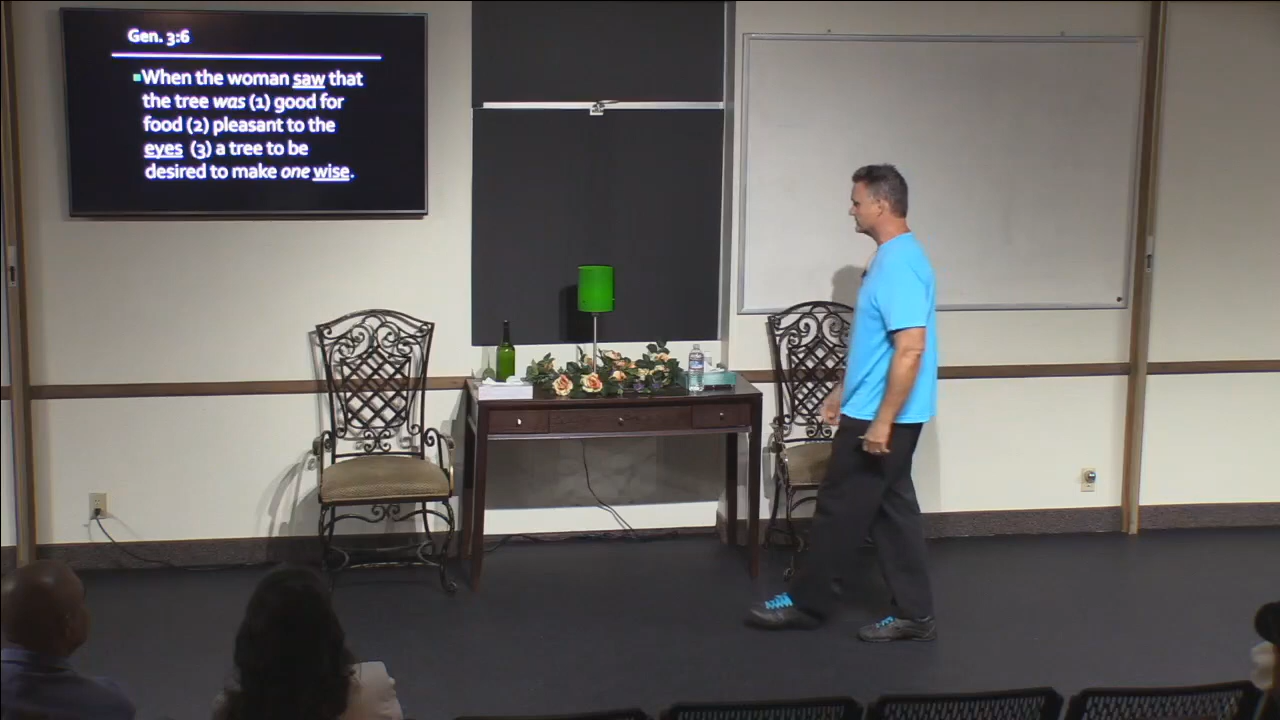 Gen. 3:6
▪When the woman saw that
the tree was (1) good for
food (2) pleasant to the
eyes (3) a tree to be
desired to make one wise.